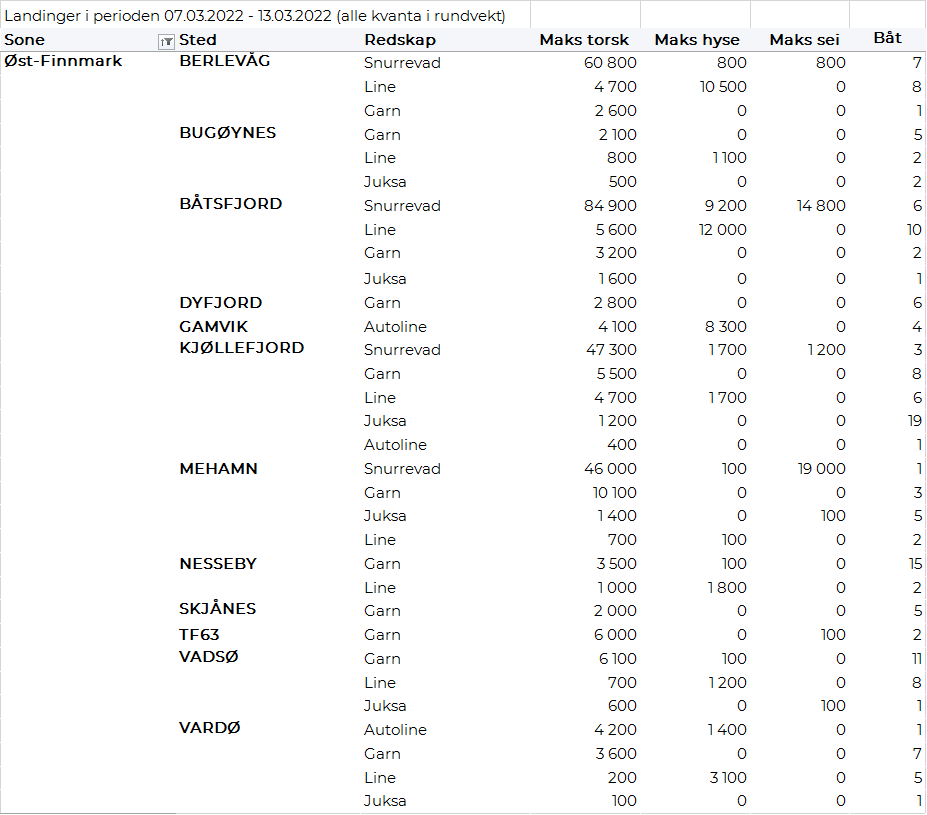 Landinger i perioden 07.03.2022 - 13.03.2022 (alle kvanta i rundvekt)
Sone Sted Redskap Maks torsk Maks hyse Maks sei Båt
Øst-Finnmark BERLEVÅG Snurrevad 60 800 800 800 7
Line 4 700 10 500 0 8
Garn 2 600 0 0 1
BUGØYNES Garn 2 100 0 0 5
Line 800 1 100 0 2
Juksa 500 0 0 2
BÅTSFJORD Snurrevad 84 900 9 200 14 800 6
Line 5 600 12 000 0 10
Garn 3 200 0 0 2
Juksa 1 600 0 0 1
DYFJORD Garn 2 800 0 0 6
GAMVIK Autoline 4 100 8 300 0 4
KJØLLEFJORD Snurrevad 47 300 1 700 1 200 3
Garn 5 500 0 0 8
Line 4 700 1 700 0 6
Juksa 1 200 0 0 19
Autoline 400 0 0 1
MEHAMN Snurrevad 46 000 100 19 000 1
Garn 10 100 0 0 3
Juksa 1 400 0 100 5
Line 700 100 0 2
NESSEBY Garn 3 500 100 0 15
Line 1 000 1 800 0 2
SKJÅNES Garn 2 000 0 0 5
TF63 Garn 6 000 0 100 2
VADSØ Garn 6 100 100 0 11
Line 700 1 200 0 8
Juksa 600 0 100 1
VARDØ Autoline 4 200 1 400 0 1
Garn 3 600 0 0 7
Line 200 3 100 0 5
Juksa 100 0 0 1